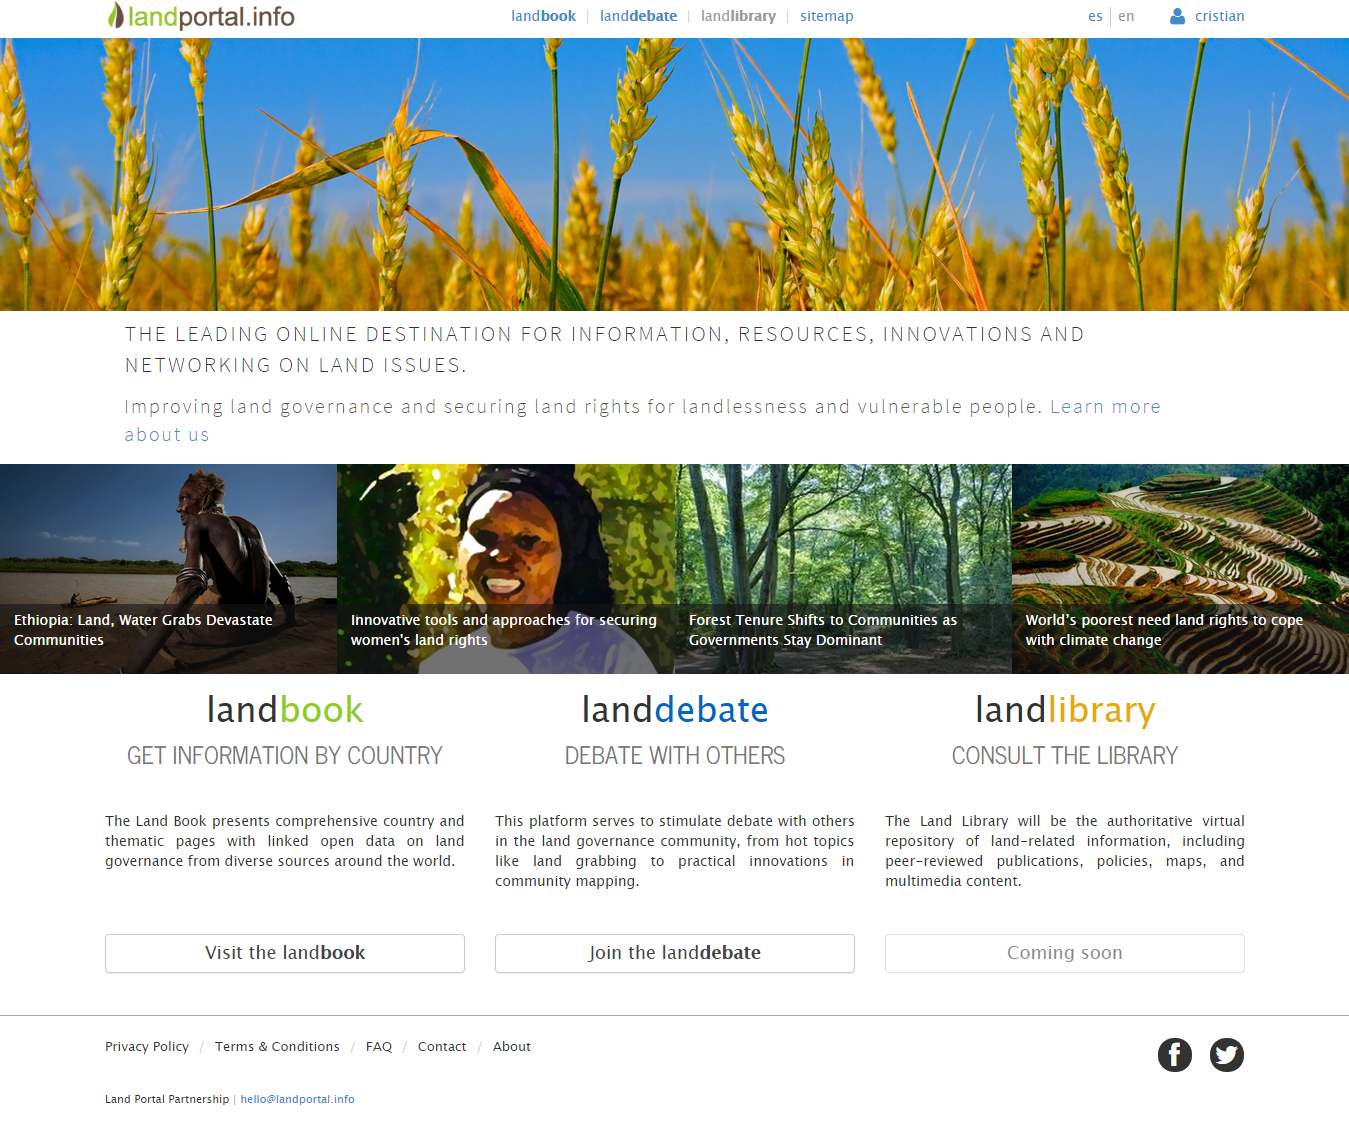 landportal.info
landbook | landdebate | landlibrary | sitemap
es | en cristian
THE LEADING ONLINE DESTINATION FOR INFORMATION, RESOURCES, INNOVATIONS AND
NETWORKING ON LAND ISSUES.
Improving land governance and securing land rights for landlessness and vulnerable people. Learn more
about us
Ethiopia: Land, Water Grabs Devastate
Communities
Innovative tools and approaches for securing
women's land rights
Forest Tenure Shifts to Communities as
Governments Stay Dominant
World's poorest need land rights to cope
with climate change
landbook
GET INFORMATION BY COUNTRY
The Land Book presents comprehensive country and
thematic pages with linked open data on land
governance from diverse sources around the world.
Visit the landbook
landdebate
DEBATE WITH OTHERS
This platform serves to stimulate debate with others
in the land governance community, from hot topics
like land grabbing to practical innovations in
community mapping.
Join the landdebate
landlibrary
CONSULT THE LIBRARY
The Land Library will be the authoritative virtual
repository of land-related information, including
peer-reviewed publications, policies, maps, and
multimedia content.
Coming soon
Privacy Policy / Terms & Conditions / FAQ / Contact / About
Land Portal Partnership | hello@landportal.info